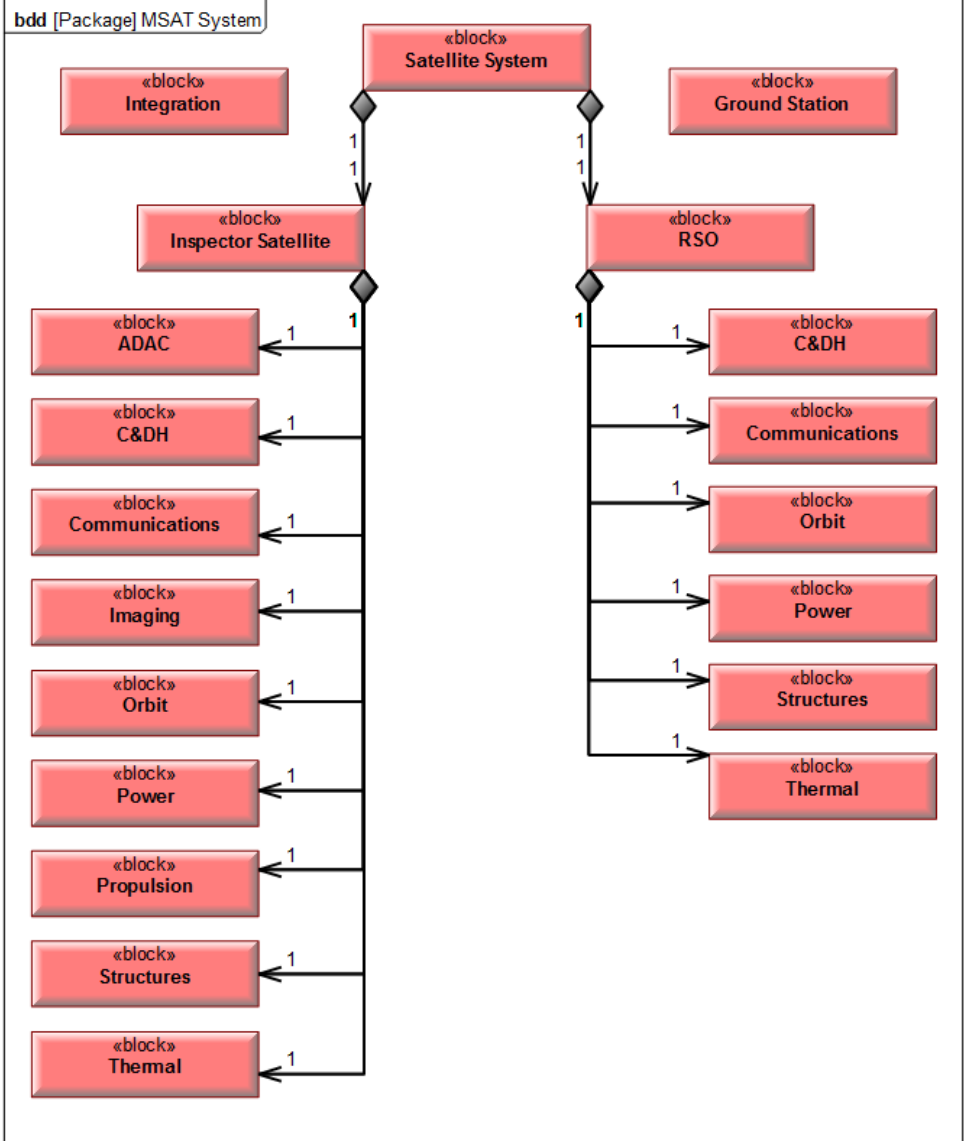 bdd [Package] MSAT System
«block»
Satellite System
«block»
Integration
«block»
Ground Station
1
1
1
1
«block»
Inspector Satellite
«block»
RSO
1
1
«block»
ADAC
1
1
«block»
C&DH
«block»
C&DH
1
1
«block»
Communications
«block»
Communications
1
1
«block»
Orbit
«block»
Imaging
1
1
«block»
Power
«block»
Orbit
1
1
«block»
Structures
«block»
Power
1
1
«block»
Thermal
«block»
Propulsion
1
«block»
Structures
1
«block»
Thermal
1